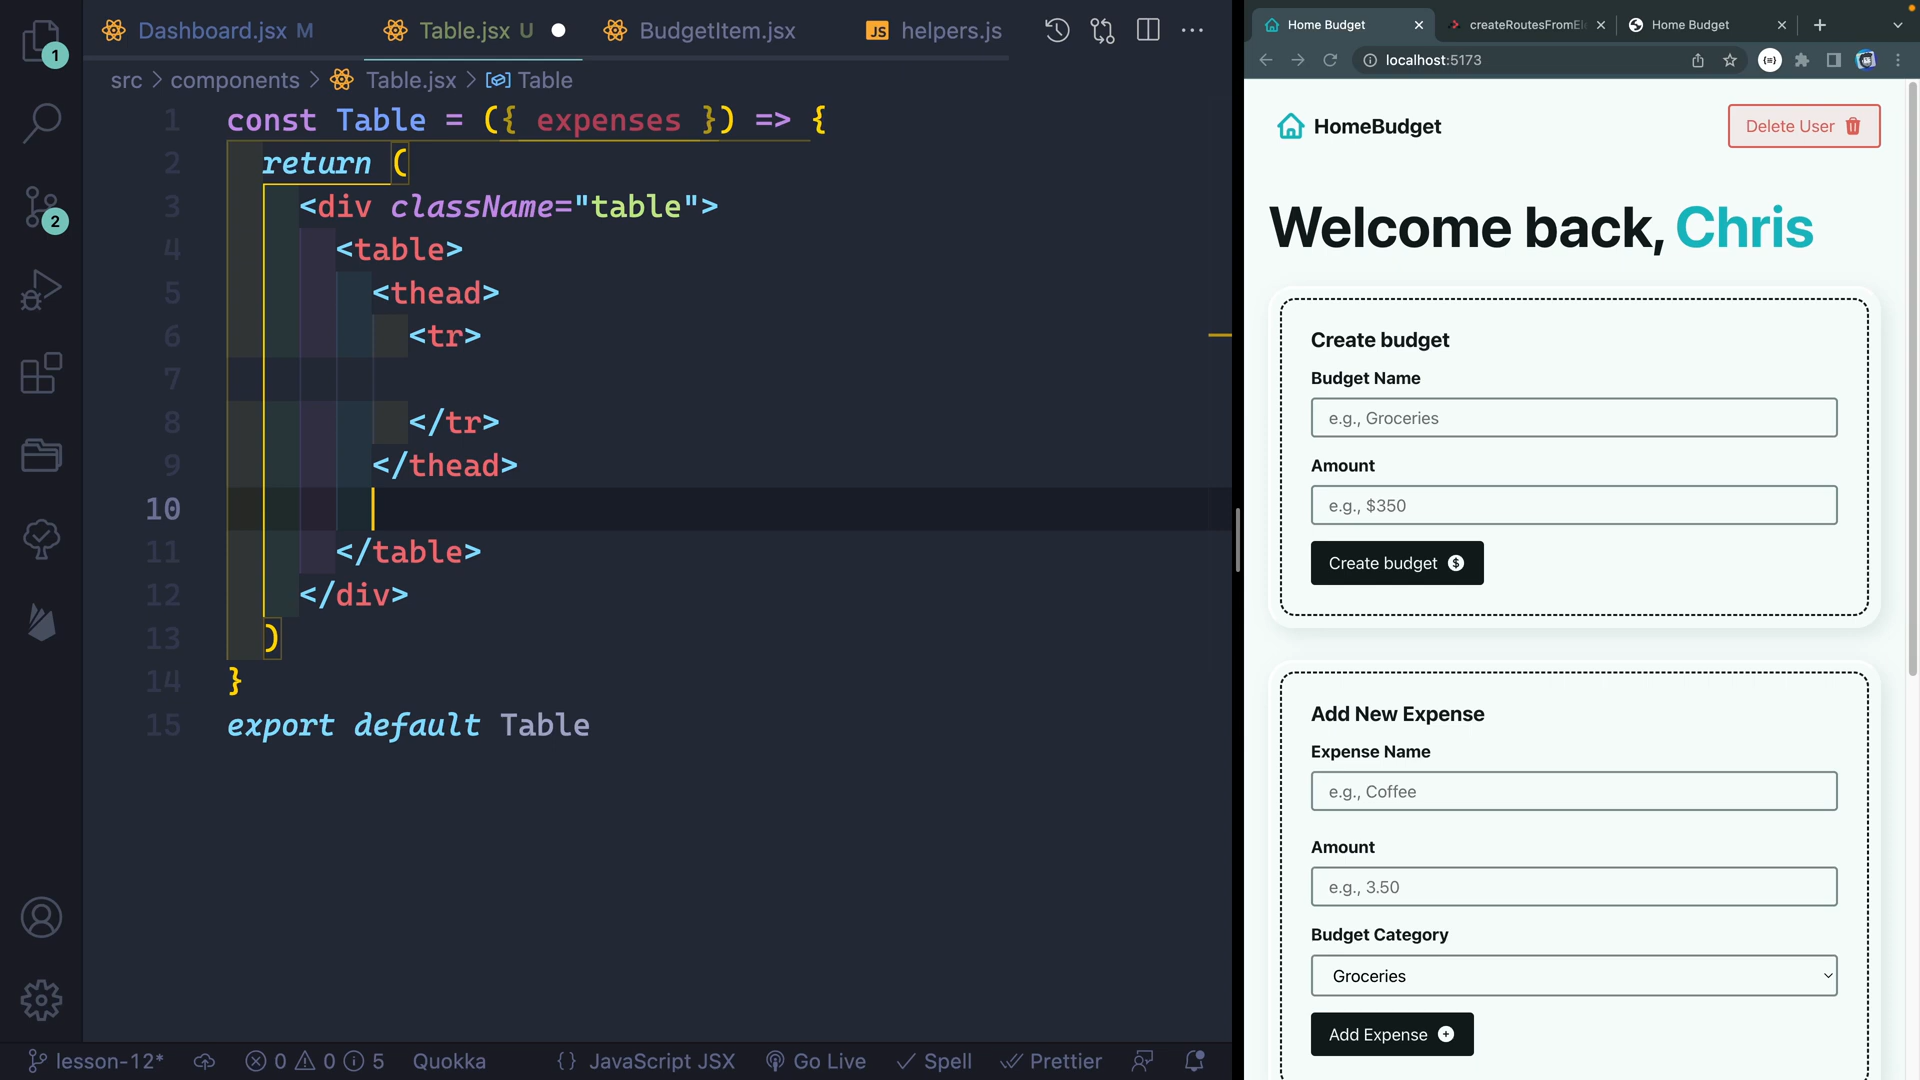 1
2
Dashboard.jsx M
Table.jsx U
BudgetItem.jsx
JS helpers.js
src > components > Table.jsx > Table
1 const Table = ({ expenses }) => {
2 return (
3 <div className="table">
4 <table>
5 <thead>
6 <tr>
7
8 </tr>
9 </thead>
10
11 </table>
12 </div>
13 )
14 }
15 export default Table
lesson-12*
0 0 5
Quokka
{} JavaScript JSX
Go Live
Spell
Prettier
Home Budget
createRoutesFromEl
Home Budget
localhost:5173
HomeBudget
Delete User
Welcome back, Chris
Create budget
Budget Name
e.g., Groceries
Amount
e.g., $350
Create budget $
Add New Expense
Expense Name
e.g., Coffee
Amount
e.g., 3.50
Budget Category
Groceries
Add Expense